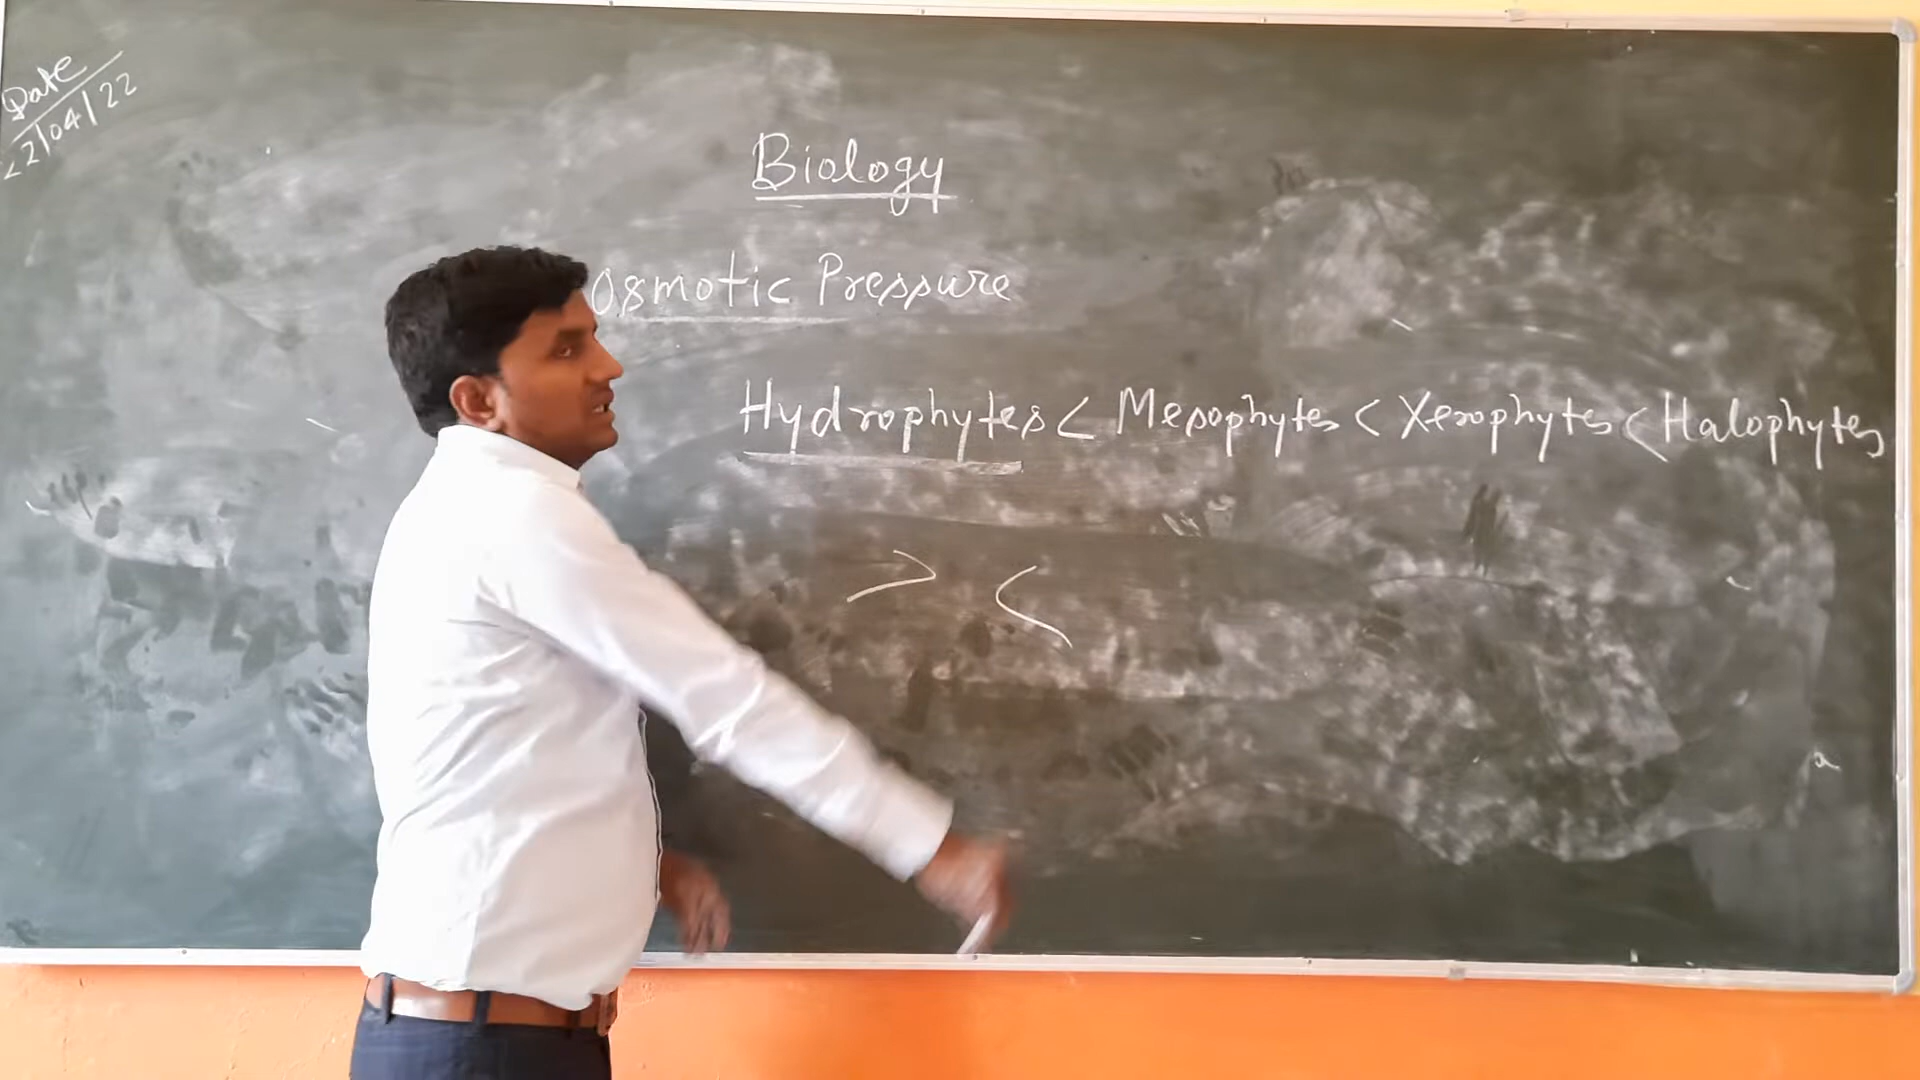 Date
22/04/22
Biology
Osmotic Pressure
Hydrophytes < Mesophytes < Xerophytes < Halophytes
> <